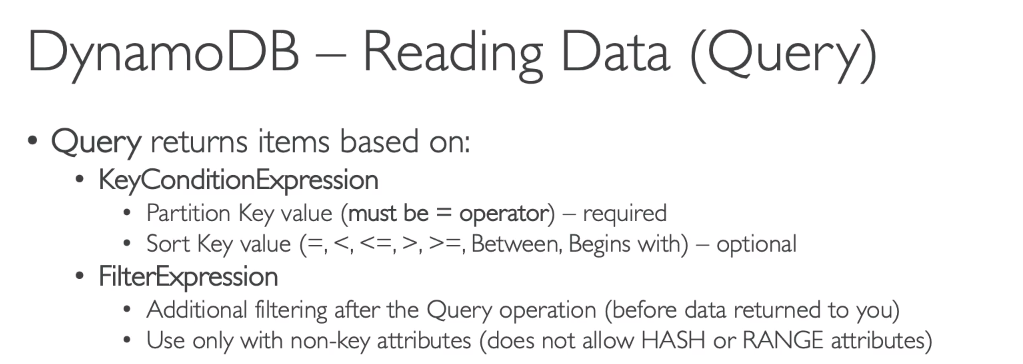 DynamoDB – Reading Data (Query)
• Query returns items based on:
• KeyConditionExpression
• Partition Key value (must be = operator) – required
• Sort Key value (=, <, <=, >, >=, Between, Begins with) – optional
• FilterExpression
• Additional filtering after the Query operation (before data returned to you)
• Use only with non-key attributes (does not allow HASH or RANGE attributes)